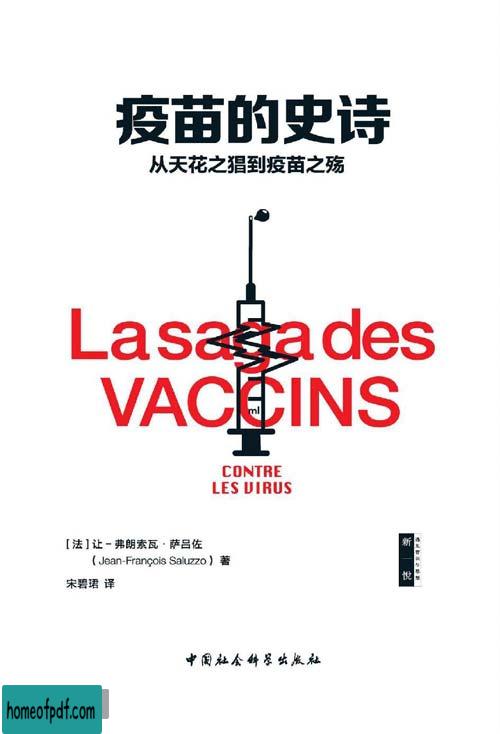 疫苗的史诗
从天花之猖到疫苗之殇
La saga des
VACCINS
ml
CONTRE
LES VIRUS
[法]让-弗朗索瓦·萨吕佐
(Jean-François Saluzzo) 著
宋碧珺 译
新一悦
中国社会科学出版社
homeofpdf.com